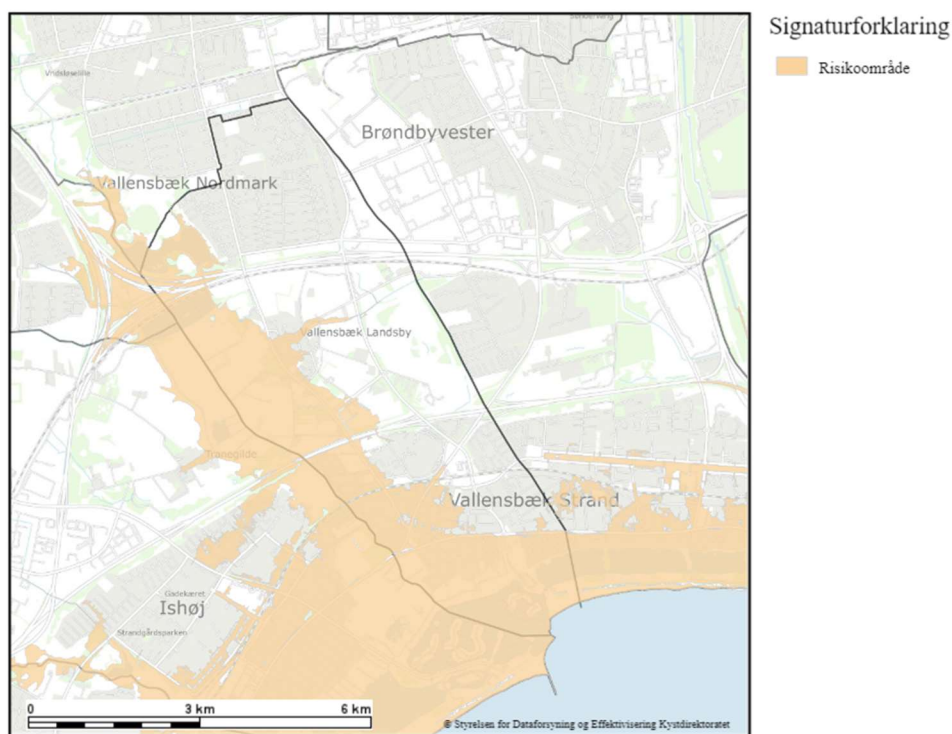 Signaturforklaring
Risikoområde
Vridsløselille
Brøndbyvester
Vallensbæk Nordmark
Vallensbæk Landsby
Tranegilde
Vallensbæk Strand
Gadekæret
Ishøj
Strandgårdsparken
0 3 km 6 km
© Styrelsen for Dataforsyning og Effektivisering Kystdirektoratet